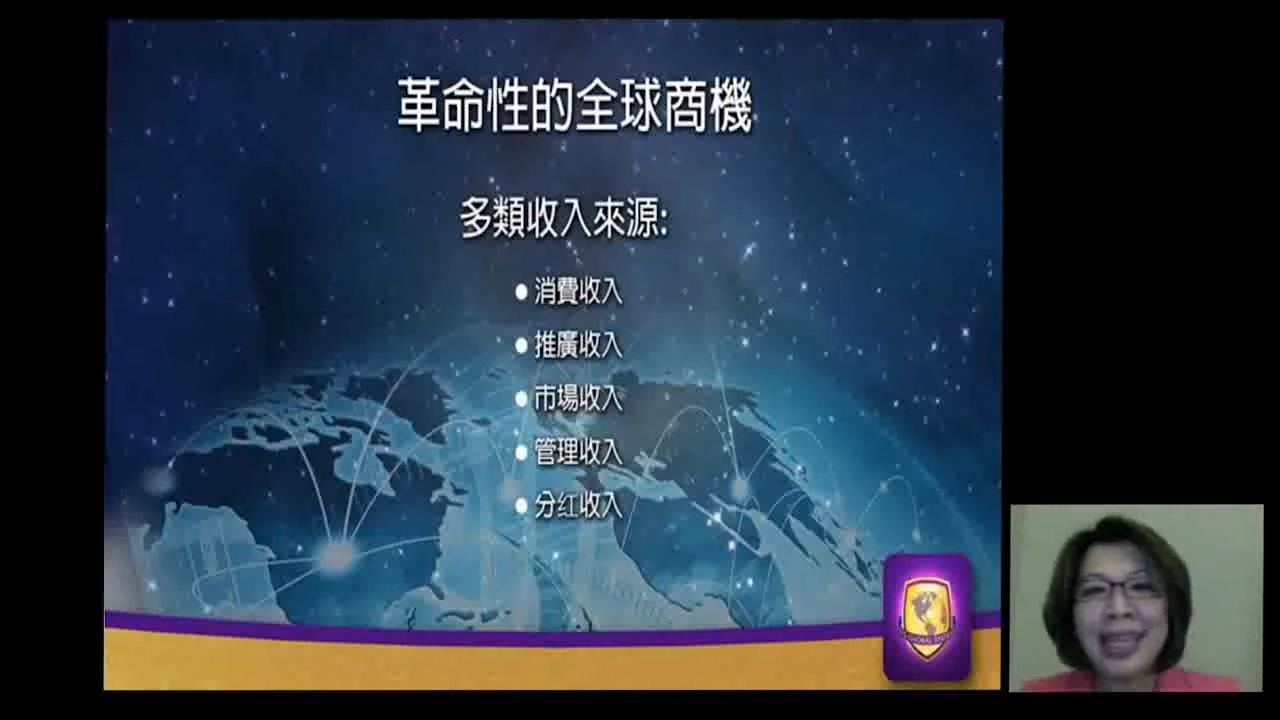 革命性的全球商機
多類收入來源:
• 消費收入
• 推廣收入
• 市場收入
• 管理收入
• 分红收入